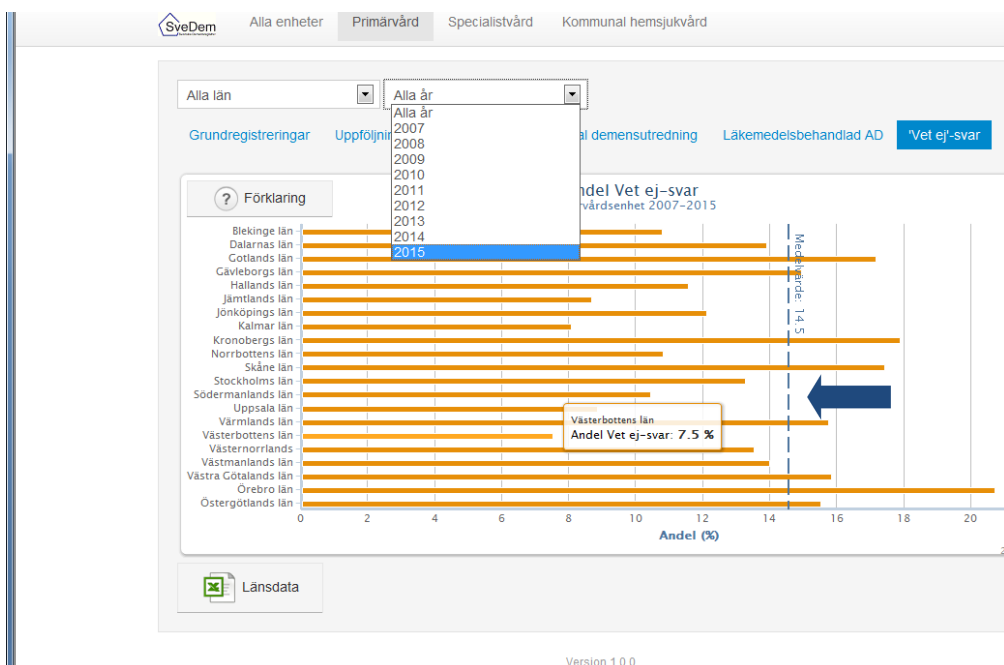 SveDem Alla enheter Primärvård Specialistvård Kommunal hemsjukvård
Alla län Alla år
Alla år
2007
2008
2009
2010
2011
2012
2013
2014
2015
Grundregistreringar Uppföljnin al demensutredning Läkemedelsbehandlad AD 'Vet ej'-svar
Förklaring
ndel Vet ej-svar
rvårdsenhet 2007-2015
Blekinge län
Dalarnas län
Gotlands län
Gävleborgs län
Hallands län
Jämtlands län
Jönköpings län
Kalmar län
Kronobergs län
Norrbottens län
Skåne län
Stockholms län
Södermanlands län
Uppsala län
Värmlands län
Västerbottens län
Västernorrlands
Västmanlands län
Västra Götalands län
Örebro län
Östergötlands län
Medelvärde: 14.5
Västerbottens län
Andel Vet ej-svar: 7.5 %
0 2 4 6 8 10 12 14 16 18 20
Andel (%)
Länsdata
Version 1.0.0